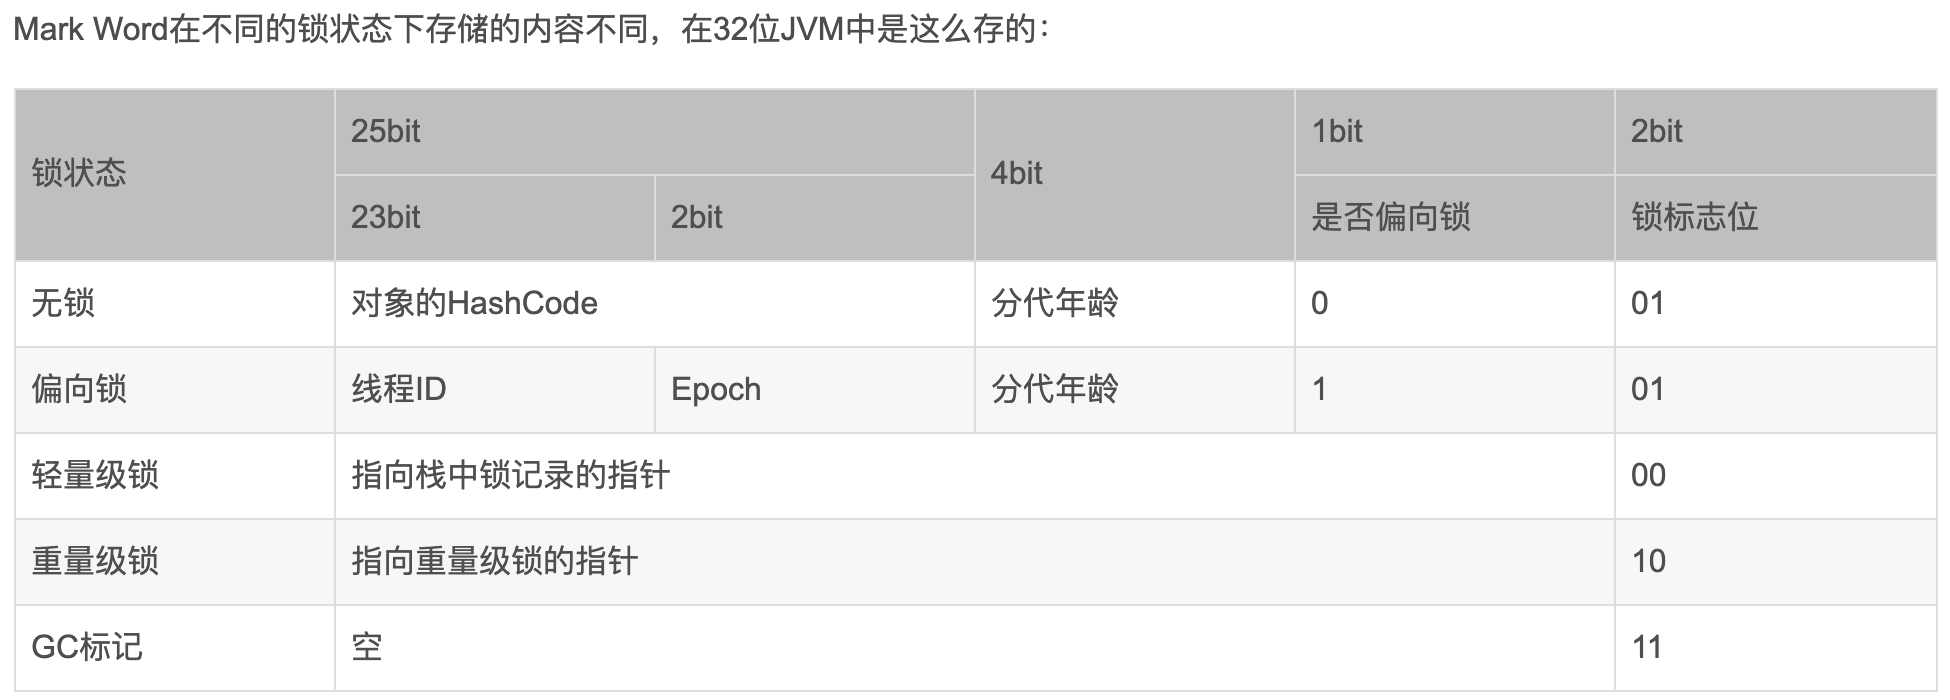 Mark Word在不同的锁状态下存储的内容不同，在32位JVM中是这么存的：
锁状态 25bit 4bit 1bit 2bit
23bit 2bit 是否偏向锁 锁标志位
无锁 对象的HashCode 分代年龄 0 01
偏向锁 线程ID Epoch 分代年龄 1 01
轻量级锁 指向栈中锁记录的指针 00
重量级锁 指向重量级锁的指针 10
GC标记 空 11